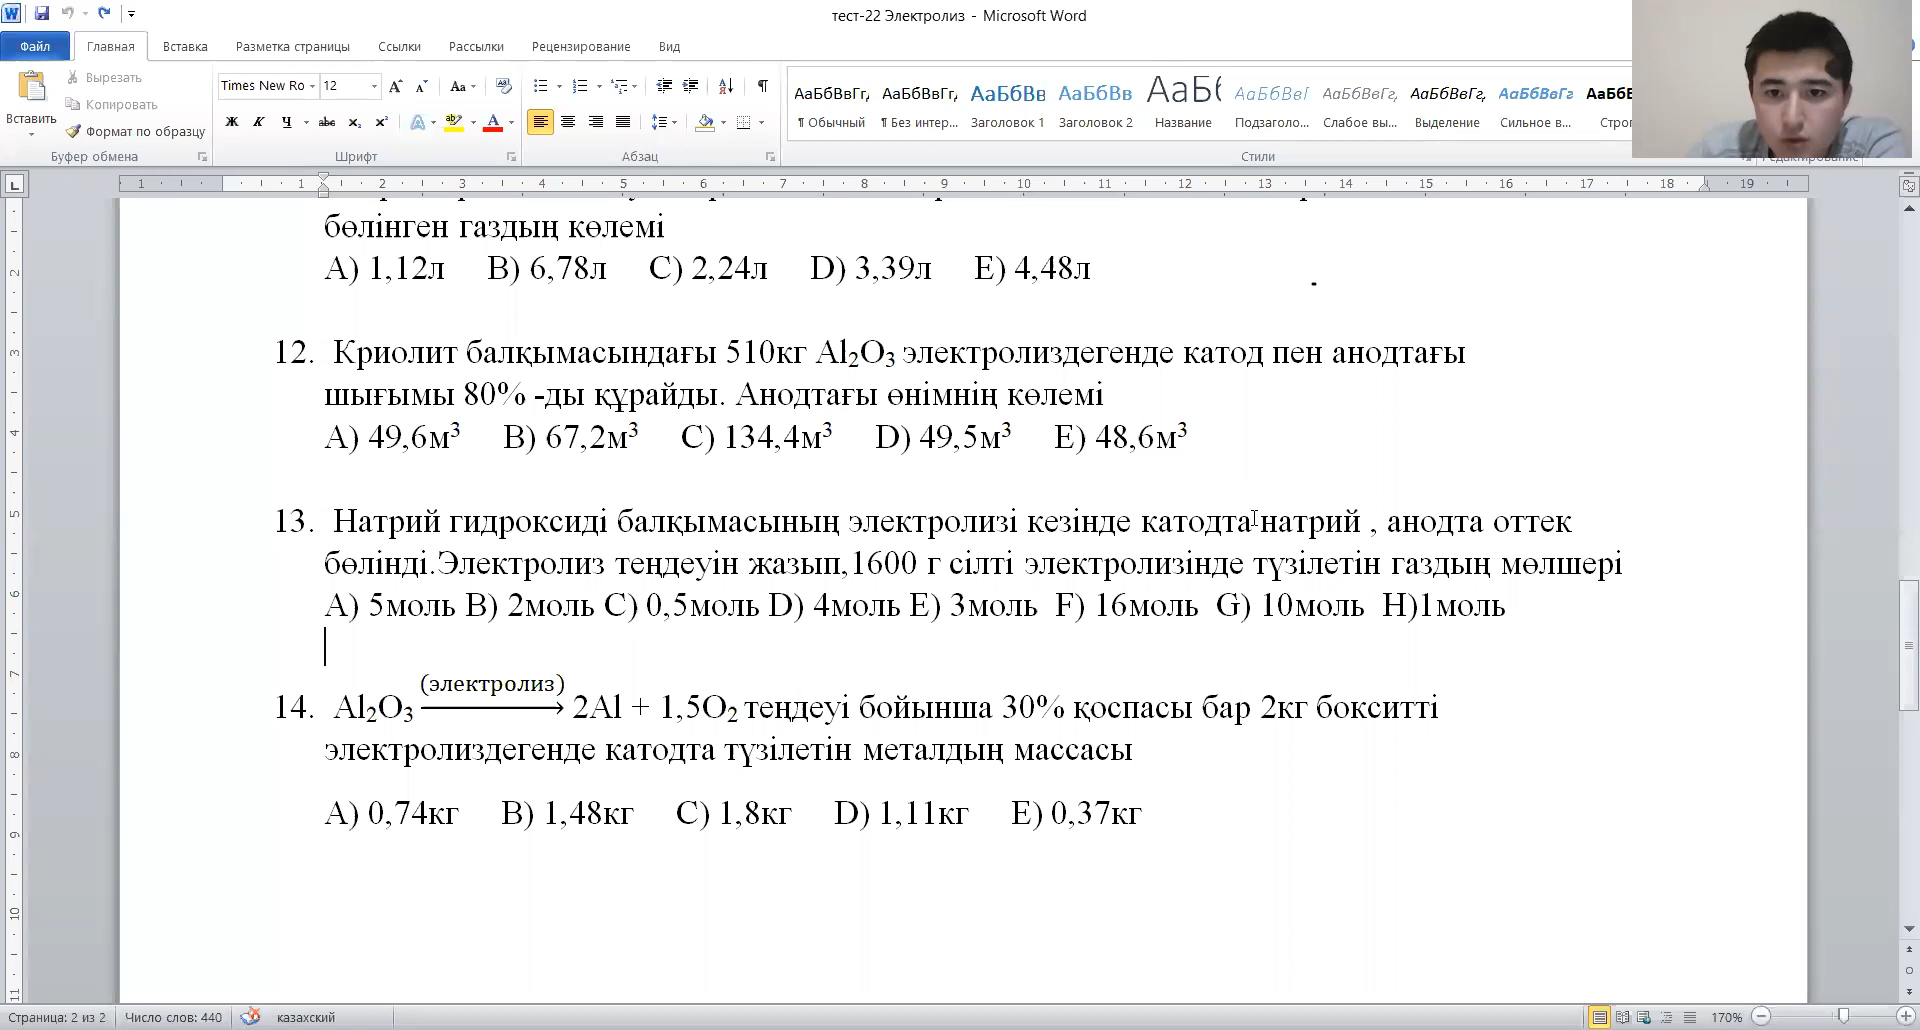 тест-22 Электролиз - Microsoft Word
Файл Главная Вставка Разметка страницы Ссылки Рассылки Рецензирование Вид
Вставить
Вырезать
Копировать
Формат по образцу
Буфер обмена
Times New Ro 12
Шрифт
Абзац
АаБбВвГг, АаБбВвГг, АаБбВв АаБбВв АаБб АаБбВвГ АаБбВвГг, АаБбВвГг, АаБбВвГг
¶ Обычный ¶ Без интер... Заголовок 1 Заголовок 2 Название Подзаголо... Слабое вы... Выделение Сильное в...
Стили
бөлінген газдың көлемі
A) 1,12л B) 6,78л C) 2,24л D) 3,39л E) 4,48л
12. Криолит балқымасындағы 510кг Al₂O₃ электролиздегенде катод пен анодтағы
шығымы 80% -ды құрайды. Анодтағы өнімнің көлемі
A) 49,6м³ B) 67,2м³ C) 134,4м³ D) 49,5м³ E) 48,6м³
13. Натрий гидроксиді балқымасының электролизі кезінде катодта натрий , анодта оттек
бөлінді.Электролиз теңдеуін жазып,1600 г сілті электролизінде түзілетін газдың мөлшері
A) 5моль B) 2моль C) 0,5моль D) 4моль E) 3моль F) 16моль G) 10моль H)1моль
(электролиз)
14. Al₂O₃ ⟶ 2Al + 1,5O₂ теңдеуі бойынша 30% қоспасы бар 2кг бокситті
электролиздегенде катодта түзілетін металдың массасы
A) 0,74кг B) 1,48кг C) 1,8кг D) 1,11кг E) 0,37кг
Страница: 2 из 2 Число слов: 440 казахский 170%